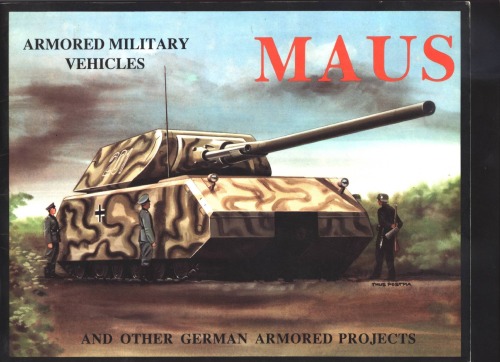 ARMORED MILITARY
VEHICLES
MAUS
AND OTHER GERMAN ARMORED PROJECTS